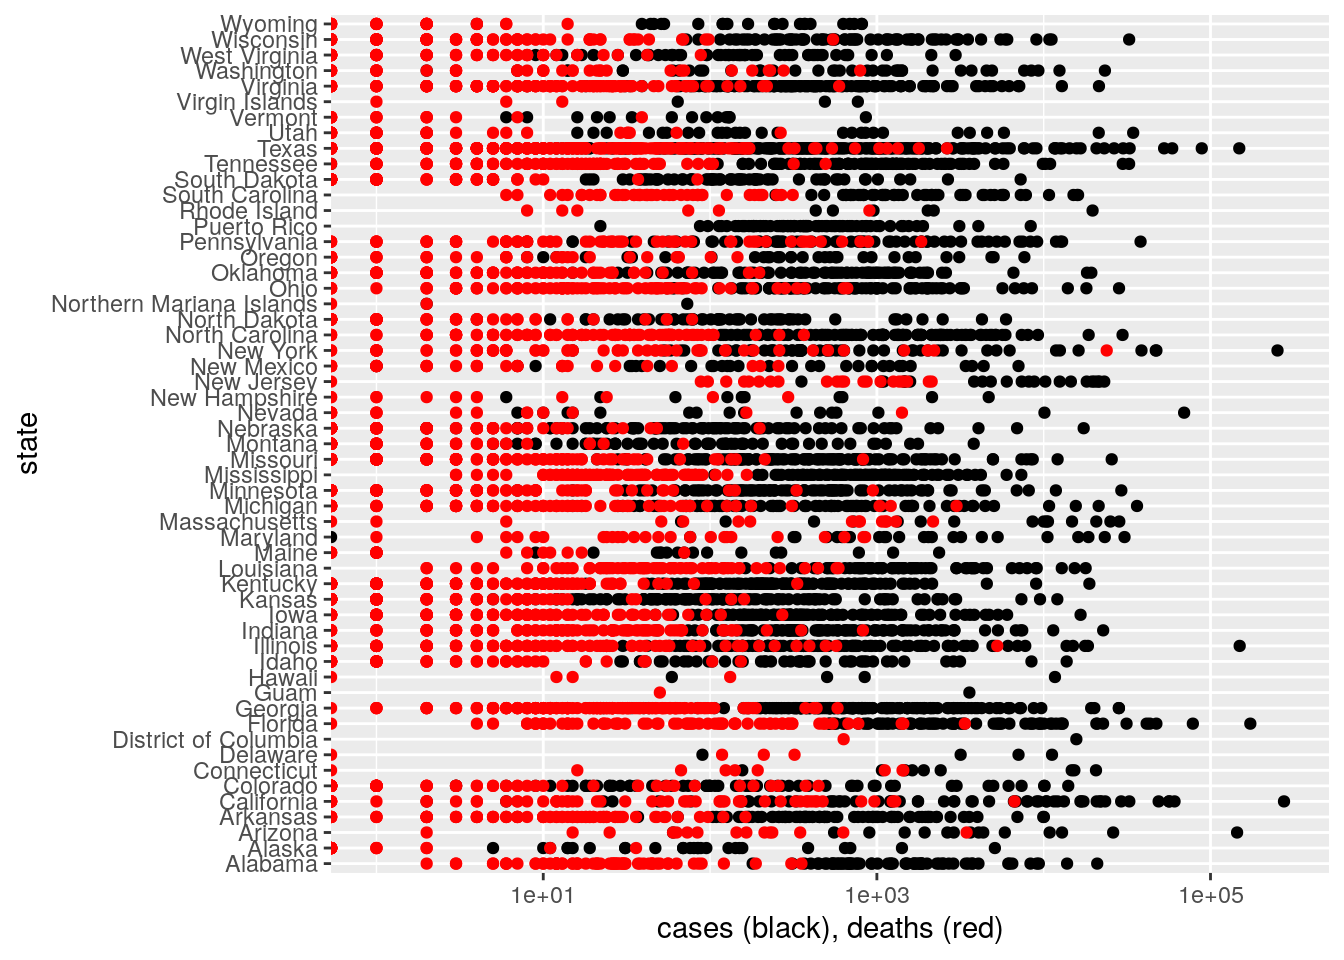 Wyoming
Wisconsin
West Virginia
Washington
Virginia
Virgin Islands
Vermont
Utah
Texas
Tennessee
South Dakota
South Carolina
Rhode Island
Puerto Rico
Pennsylvania
Oregon
Oklahoma
Ohio
Northern Mariana Islands
North Dakota
North Carolina
New York
New Mexico
New Jersey
New Hampshire
Nevada
Nebraska
Montana
Missouri
Mississippi
Minnesota
Michigan
Massachusetts
Maryland
Maine
Louisiana
Kentucky
Kansas
Iowa
Indiana
Illinois
Idaho
Hawaii
Guam
Georgia
Florida
District of Columbia
Delaware
Connecticut
Colorado
California
Arkansas
Arizona
Alaska
Alabama
state
1e+01 1e+03 1e+05
cases (black), deaths (red)